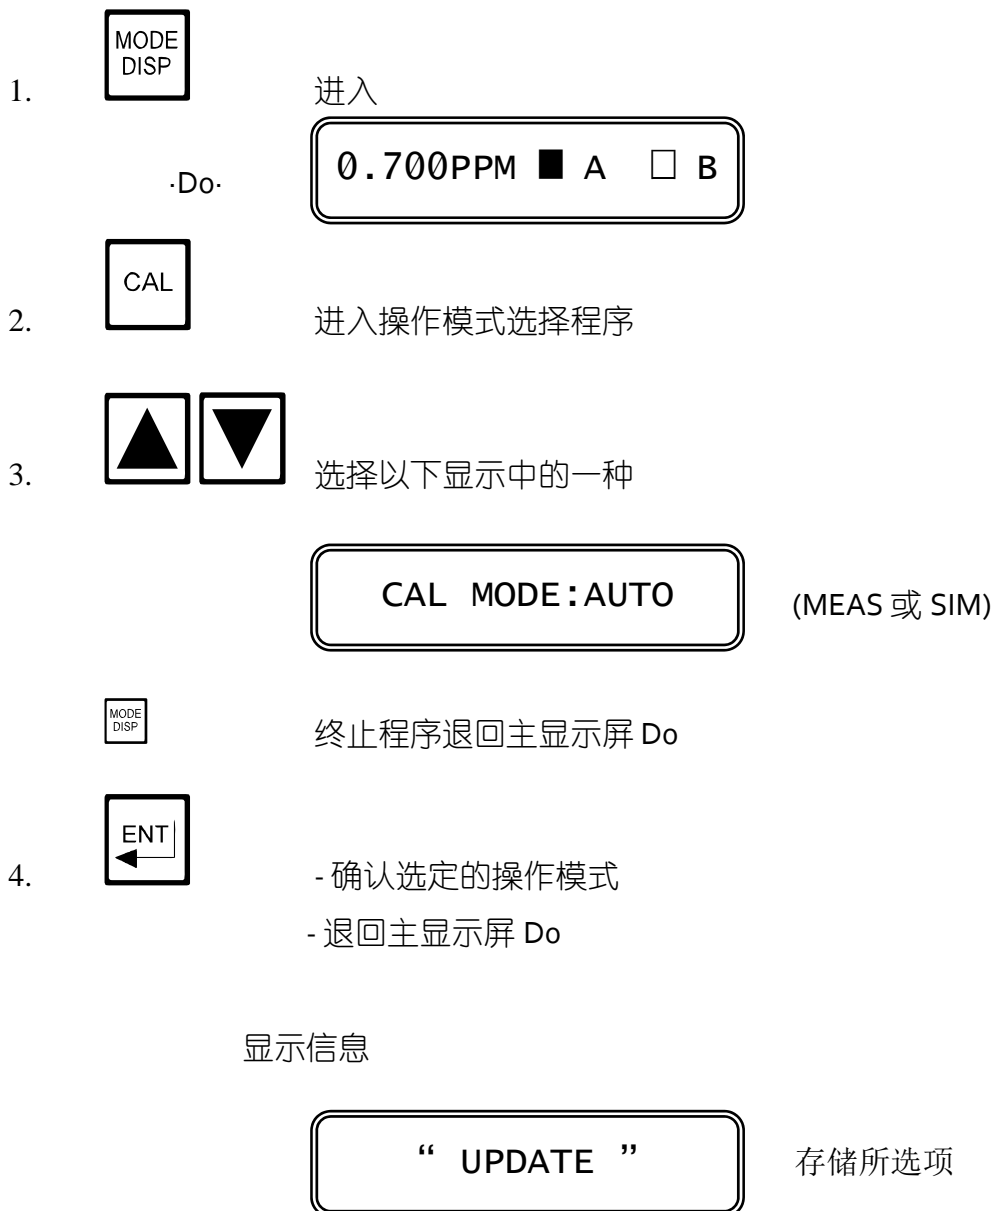 MODE
DISP
1. 进入
0.700PPM ■ A □ B
·Do·
CAL
2. 进入操作模式选择程序
3. 选择以下显示中的一种
CAL MODE:AUTO (MEAS 或 SIM)
MODE
DISP
终止程序退回主显示屏 Do
ENT
4. - 确认选定的操作模式
- 退回主显示屏 Do
显示信息
“ UPDATE ” 存储所选项